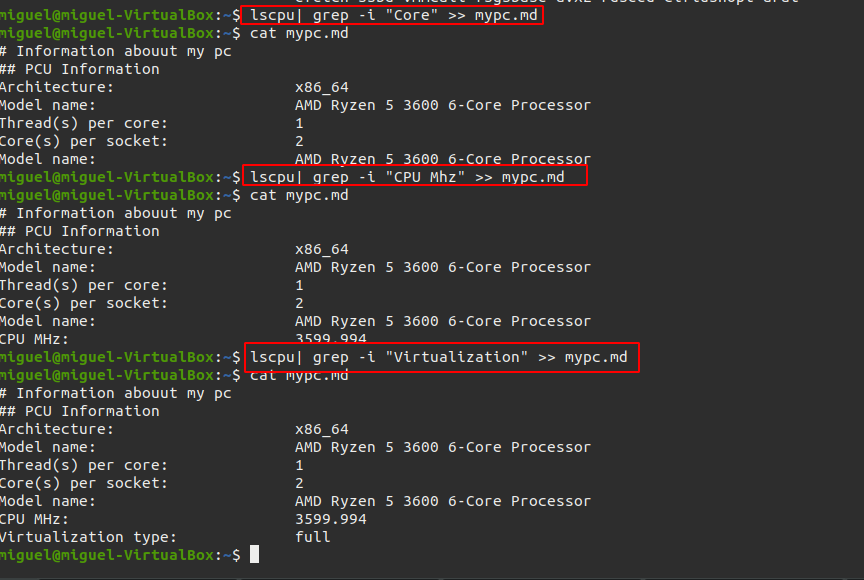 miguel@miguel-VirtualBox:~$ lscpu| grep -i "Core" >> mypc.md
miguel@miguel-VirtualBox:~$ cat mypc.md
# Information abouut my pc
## PCU Information
Architecture: x86_64
Model name: AMD Ryzen 5 3600 6-Core Processor
Thread(s) per core: 1
Core(s) per socket: 2
Model name: AMD Ryzen 5 3600 6-Core Processor
miguel@miguel-VirtualBox:~$ lscpu| grep -i "CPU Mhz" >> mypc.md
miguel@miguel-VirtualBox:~$ cat mypc.md
# Information abouut my pc
## PCU Information
Architecture: x86_64
Model name: AMD Ryzen 5 3600 6-Core Processor
Thread(s) per core: 1
Core(s) per socket: 2
Model name: AMD Ryzen 5 3600 6-Core Processor
CPU MHz: 3599.994
miguel@miguel-VirtualBox:~$ lscpu| grep -i "Virtualization" >> mypc.md
miguel@miguel-VirtualBox:~$ cat mypc.md
# Information abouut my pc
## PCU Information
Architecture: x86_64
Model name: AMD Ryzen 5 3600 6-Core Processor
Thread(s) per core: 1
Core(s) per socket: 2
Model name: AMD Ryzen 5 3600 6-Core Processor
CPU MHz: 3599.994
Virtualization type: full
miguel@miguel-VirtualBox:~$